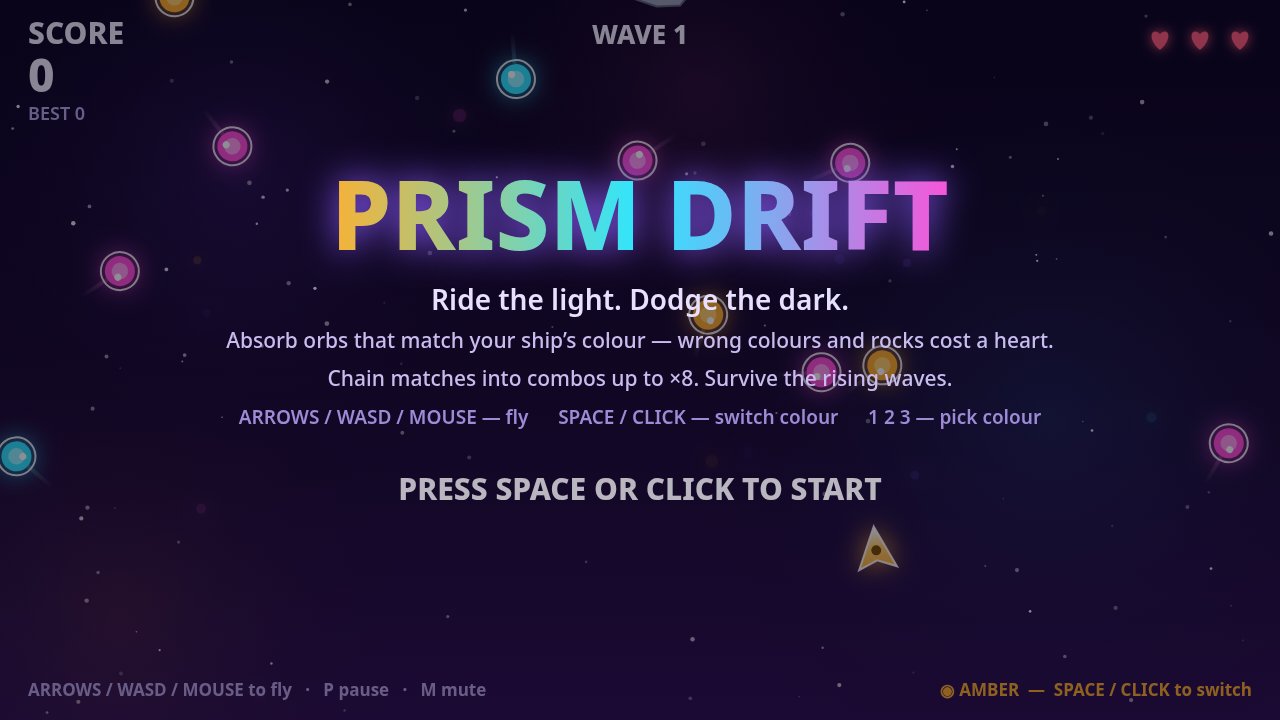 SCORE
0
BEST 0
WAVE 1
PRISM DRIFT
Ride the light. Dodge the dark.
Absorb orbs that match your ship’s colour — wrong colours and rocks cost a heart.
Chain matches into combos up to ×8. Survive the rising waves.
ARROWS / WASD / MOUSE — fly SPACE / CLICK — switch colour 1 2 3 — pick colour
PRESS SPACE OR CLICK TO START
ARROWS / WASD / MOUSE to fly · P pause · M mute
◉ AMBER — SPACE / CLICK to switch